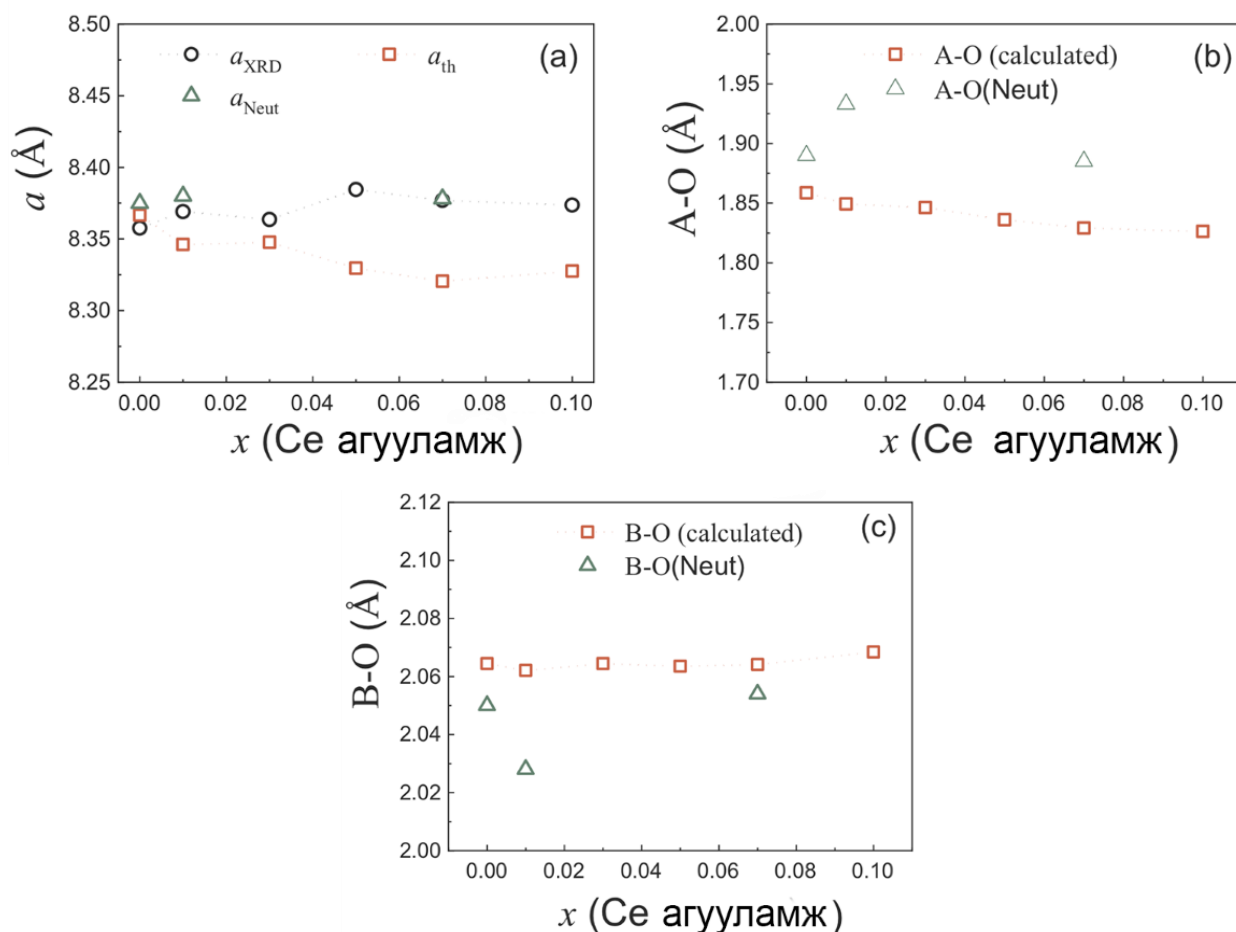 8.50
8.45
8.40
8.35
8.30
8.25
a (Å)
aXRD
ath
aNeut
(a)
0.00 0.02 0.04 0.06 0.08 0.10
x (Ce агууламж)
2.00
1.95
1.90
1.85
1.80
1.75
1.70
A-O (Å)
A-O (calculated)
A-O(Neut)
(b)
0.00 0.02 0.04 0.06 0.08 0.10
x (Ce агууламж)
2.12
2.10
2.08
2.06
2.04
2.02
2.00
B-O (Å)
B-O (calculated)
B-O(Neut)
(c)
0.00 0.02 0.04 0.06 0.08 0.10
x (Ce агууламж)